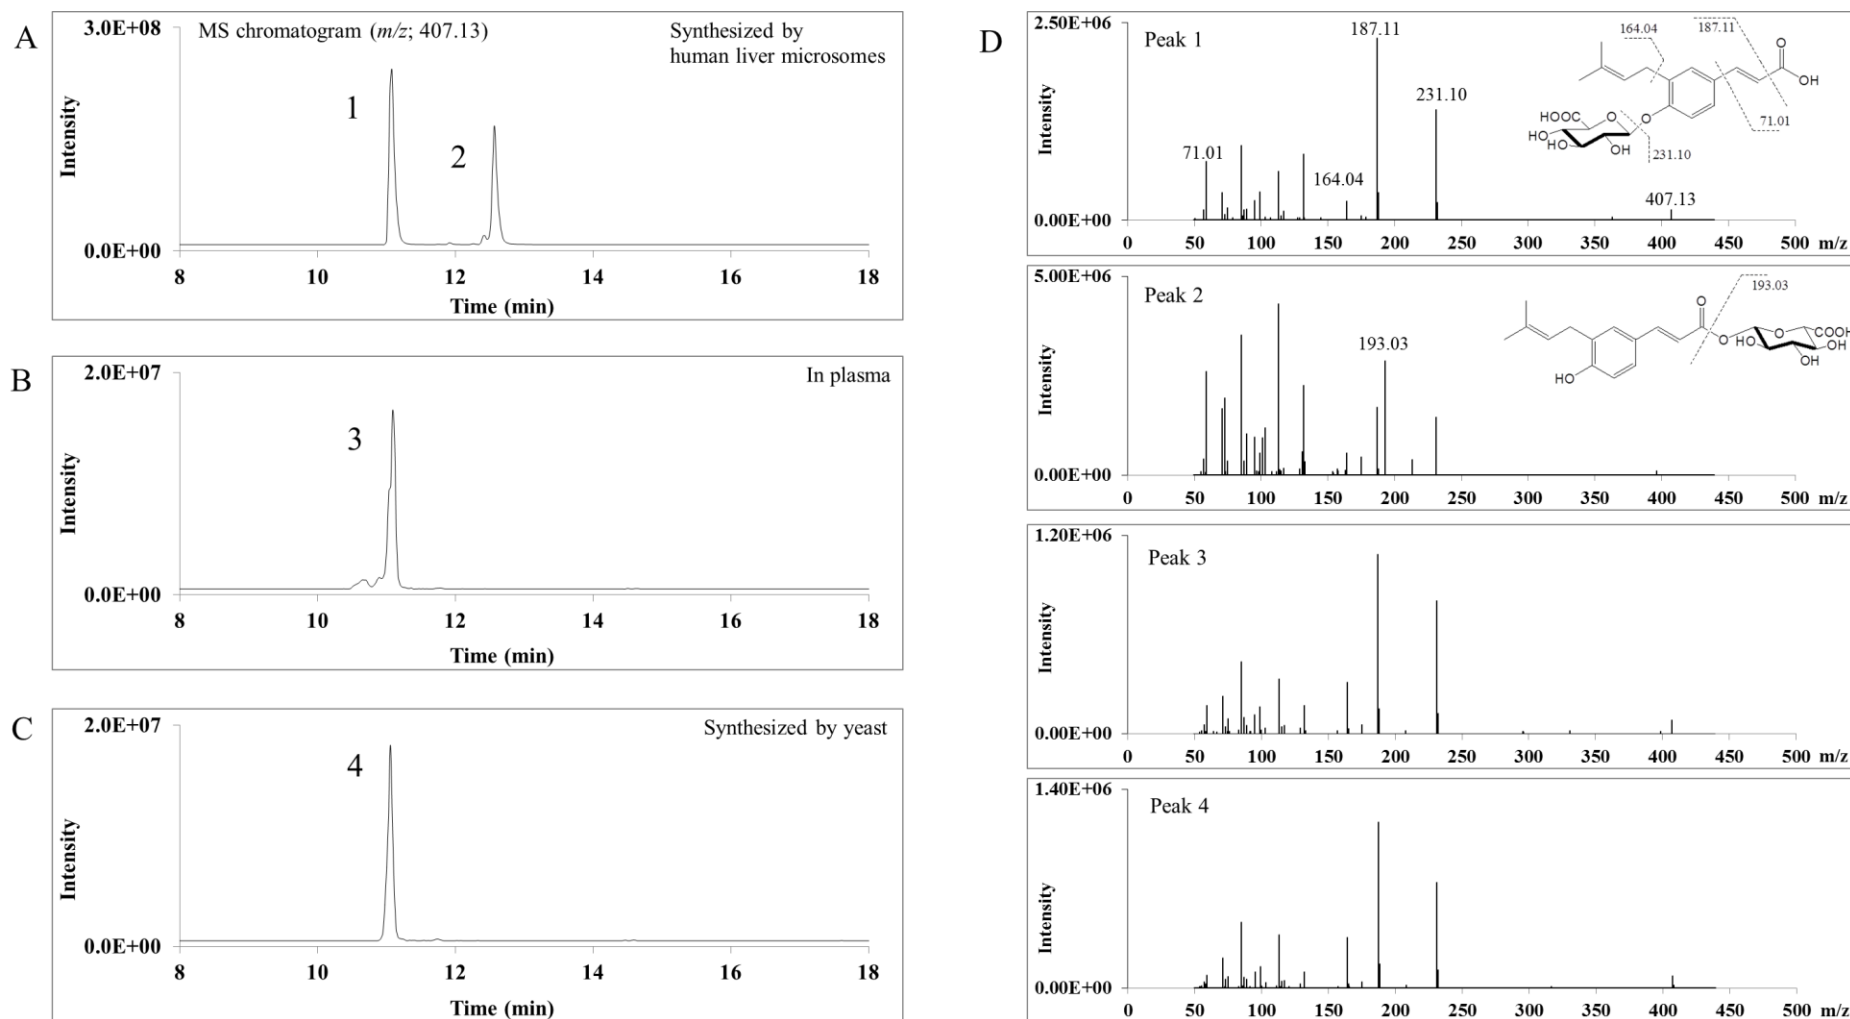 A
3.0E+08
MS chromatogram (m/z; 407.13)
Synthesized by
human liver microsomes
1
2
Intensity
0.0E+00
8 10 12 14 16 18
Time (min)
B
2.0E+07
In plasma
3
Intensity
0.0E+00
8 10 12 14 16 18
Time (min)
C
2.0E+07
Synthesized by yeast
4
Intensity
0.0E+00
8 10 12 14 16 18
Time (min)
D
2.50E+06
Peak 1
187.11
231.10
71.01
164.04
407.13
Intensity
0.00E+00
0 50 100 150 200 250 300 350 400 450 500 m/z
164.04
187.11
O
OH
71.01
HOOC
O
O
HO
HO
OH
231.10
5.00E+06
Peak 2
193.03
Intensity
0.00E+00
0 50 100 150 200 250 300 350 400 450 500 m/z
193.03
O
O
O
COOH
HO
OH
OH
HO
1.20E+06
Peak 3
Intensity
0.00E+00
0 50 100 150 200 250 300 350 400 450 500 m/z
1.40E+06
Peak 4
Intensity
0.00E+00
0 50 100 150 200 250 300 350 400 450 500 m/z